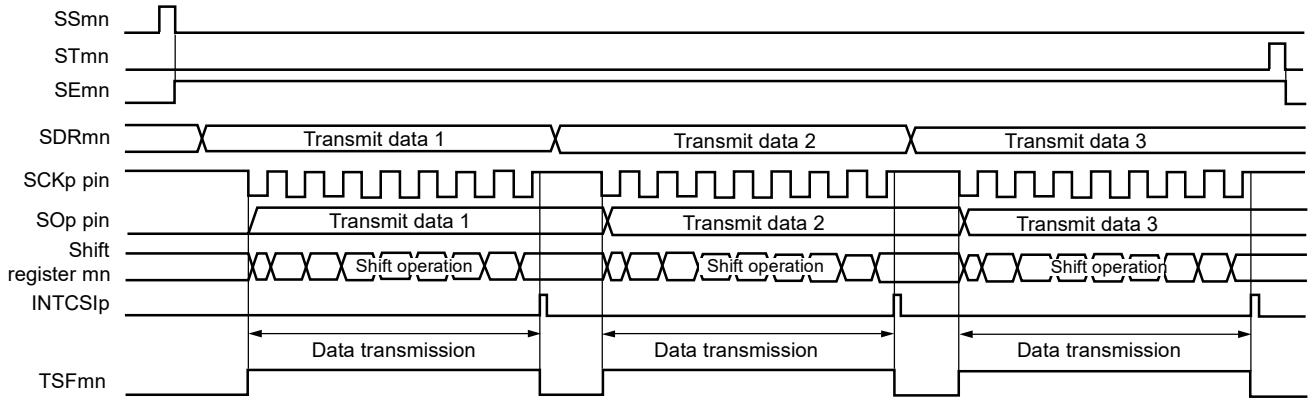 SSmn
STmn
SEmn
SDRmn Transmit data 1 Transmit data 2 Transmit data 3
SCKp pin
SOp pin Transmit data 1 Transmit data 2 Transmit data 3
Shift
register mn Shift operation Shift operation Shift operation
INTCSIp
Data transmission Data transmission Data transmission
TSFmn